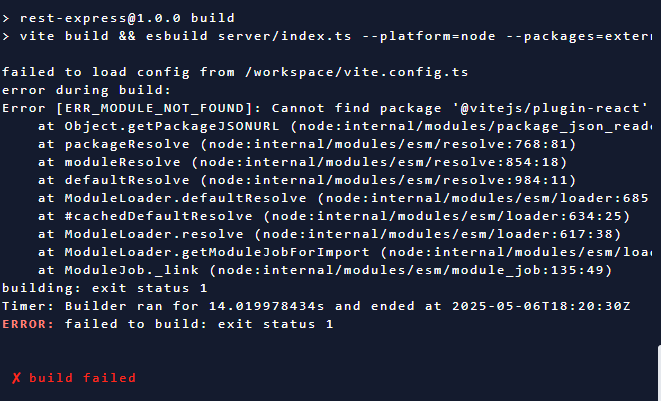 > rest-express@1.0.0 build
> vite build && esbuild server/index.ts --platform=node --packages=extern
failed to load config from /workspace/vite.config.ts
error during build:
Error [ERR_MODULE_NOT_FOUND]: Cannot find package '@vitejs/plugin-react'
at Object.getPackageJSONURL (node:internal/modules/package_json_reade
at packageResolve (node:internal/modules/esm/resolve:768:81)
at moduleResolve (node:internal/modules/esm/resolve:854:18)
at defaultResolve (node:internal/modules/esm/resolve:984:11)
at ModuleLoader.defaultResolve (node:internal/modules/esm/loader:685
at #cachedDefaultResolve (node:internal/modules/esm/loader:634:25)
at ModuleLoader.resolve (node:internal/modules/esm/loader:617:38)
at ModuleLoader.getModuleJobForImport (node:internal/modules/esm/load
at ModuleJob._link (node:internal/modules/esm/module_job:135:49)
building: exit status 1
Timer: Builder ran for 14.019978434s and ended at 2025-05-06T18:20:30Z
ERROR: failed to build: exit status 1
✗ build failed